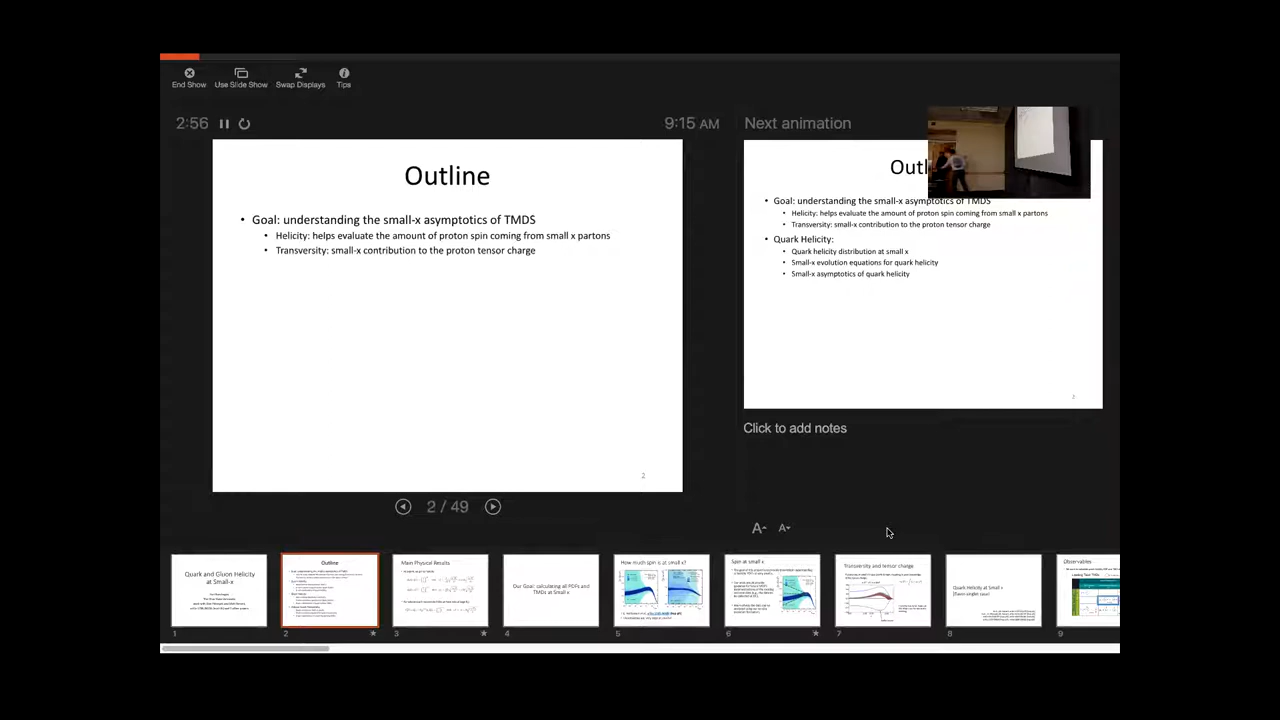 End Show
Use Slide Show
Swap Displays
Tips
2:56
9:15 AM
Outline
• Goal: understanding the small-x asymptotics of TMDS
• Helicity: helps evaluate the amount of proton spin coming from small x partons
• Transversity: small-x contribution to the proton tensor charge
2
2 / 49
Next animation
Outl
• Goal: understanding the small-x asymptotics of TMDS
• Helicity: helps evaluate the amount of proton spin coming from small x partons
• Transversity: small-x contribution to the proton tensor charge
• Quark Helicity:
• Quark helicity distribution at small x
• Small-x evolution equations for quark helicity
• Small-x asymptotics of quark helicity
2
Click to add notes
A
A
Quark and Gluon Helicity
at Small-x
1
Outline
2
Main Physical Results
3
Our Goal: calculating all PDFs and
TMDs at Small x
4
How much spin is at small x?
5
Spin at small x
6
Transversity and tensor charge
7
Quark Helicity at Small x
(flavor-singlet case)
8
Observables
9